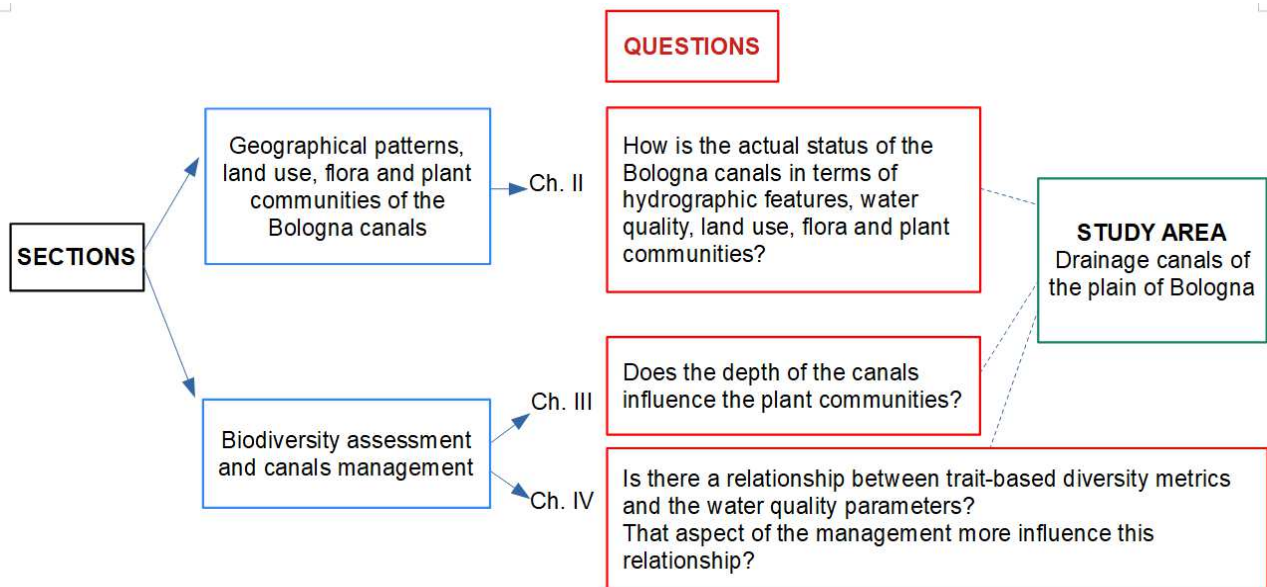 QUESTIONS
SECTIONS
Geographical patterns,
land use, flora and plant
communities of the
Bologna canals
Ch. II
How is the actual status of the
Bologna canals in terms of
hydrographic features, water
quality, land use, flora and plant
communities?
STUDY AREA
Drainage canals of
the plain of Bologna
Biodiversity assessment
and canals management
Ch. III
Does the depth of the canals
influence the plant communities?
Ch. IV
Is there a relationship between trait-based diversity metrics
and the water quality parameters?
That aspect of the management more influence this
relationship?